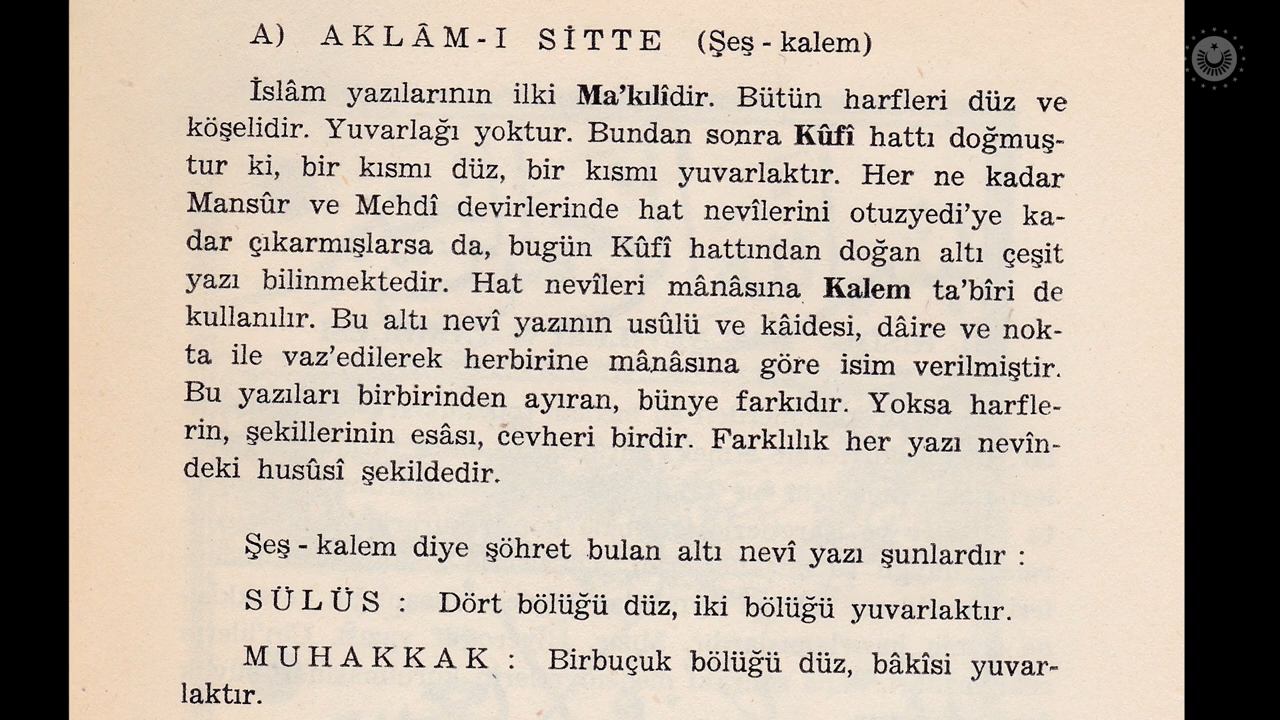 A) AKLÂM-I SİTTE (Şeş - kalem)
İslâm yazılarının ilki Ma'kılîdir. Bütün harfleri düz ve
köşelidir. Yuvarlağı yoktur. Bundan sonra Kûfî hattı doğmuş-
tur ki, bir kısmı düz, bir kısmı yuvarlaktır. Her ne kadar
Mansûr ve Mehdî devirlerinde hat nevîlerini otuzyedi'ye ka-
dar çıkarmışlarsa da, bugün Kûfî hattından doğan altı çeşit
yazı bilinmektedir. Hat nevîleri mânâsına Kalem ta'bîri de
kullanılır. Bu altı nevî yazının usûlü ve kâidesi, dâire ve nok-
ta ile vaz'edilerek herbirine mânâsına göre isim verilmiştir.
Bu yazıları birbirinden ayıran, bünye farkıdır. Yoksa harfle-
rin, şekillerinin esâsı, cevheri birdir. Farklılık her yazı nevîn-
deki husûsî şekildedir.
Şeş - kalem diye şöhret bulan altı nevî yazı şunlardır :
SÜLÜS : Dört bölüğü düz, iki bölüğü yuvarlaktır.
MUHAKKAK : Birbuçuk bölüğü düz, bâkîsi yuvar-
laktır.